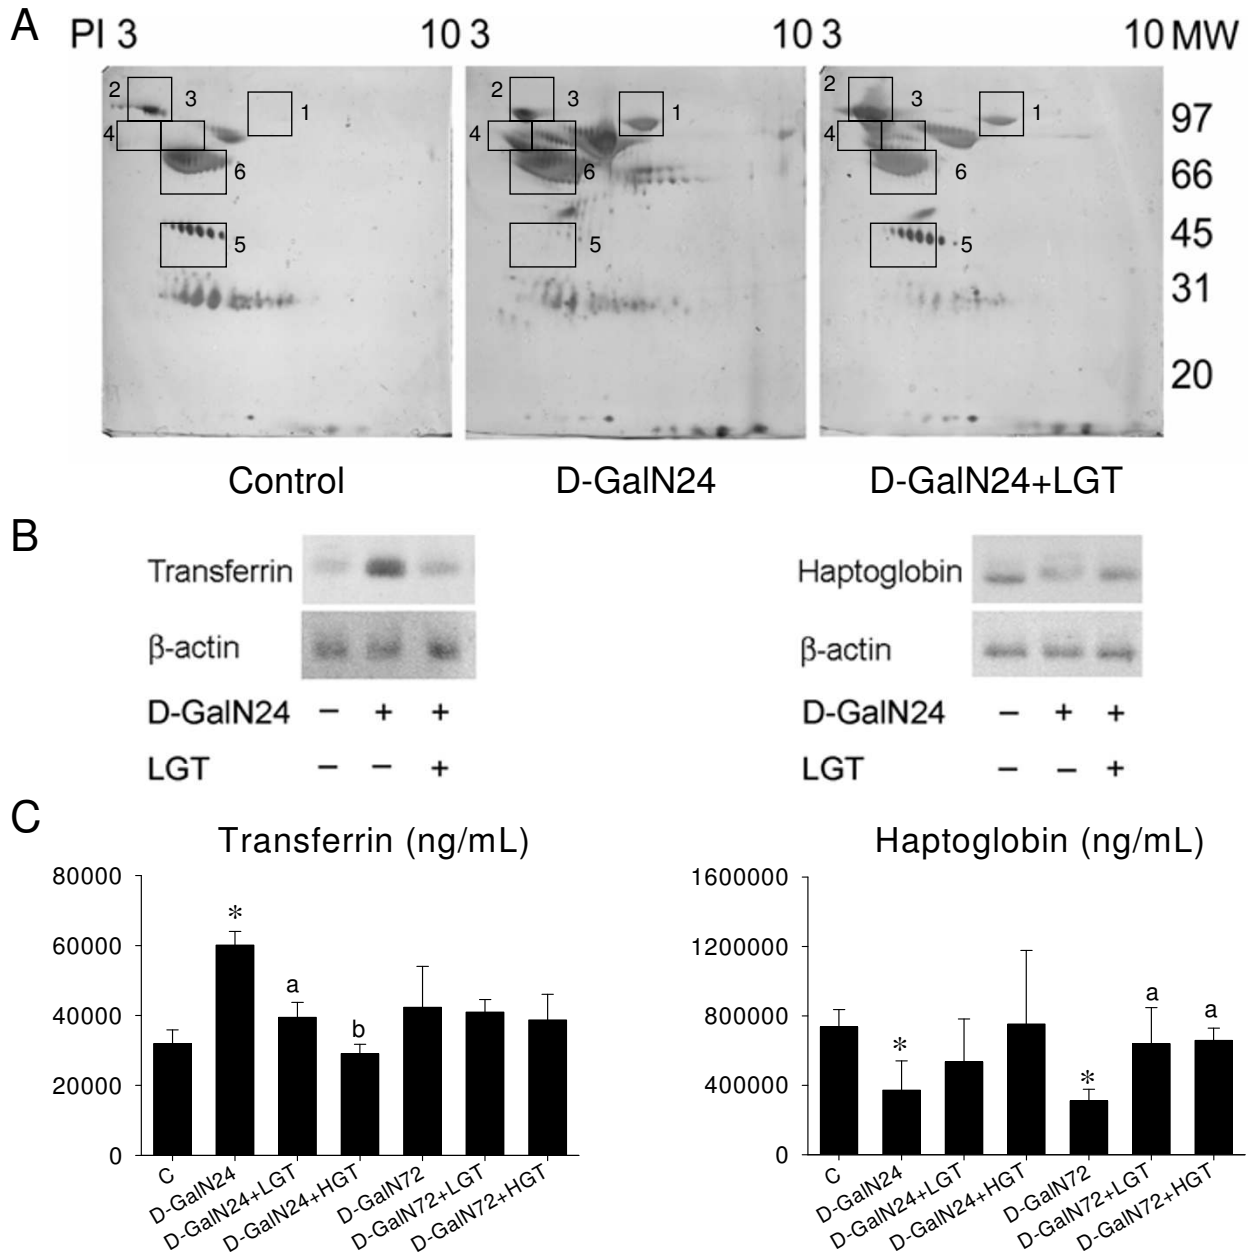 A
PI 3 10 3 10 3 10 MW
2 3 1 4 6 5
2 3 1 4 6 5
2 3 1 4 6 5
97
66
45
31
20
Control D-GalN24 D-GalN24+LGT
B
Transferrin
β-actin
D-GalN24 − + +
LGT − − +
Haptoglobin
β-actin
D-GalN24 − + +
LGT − − +
C
Transferrin (ng/mL)
80000
60000
40000
20000
0
* a b
C D-GalN24 D-GalN24+LGT D-GalN24+HGT D-GalN72 D-GalN72+LGT D-GalN72+HGT
Haptoglobin (ng/mL)
1600000
1200000
800000
400000
0
* * a a
C D-GalN24 D-GalN24+LGT D-GalN24+HGT D-GalN72 D-GalN72+LGT D-GalN72+HGT